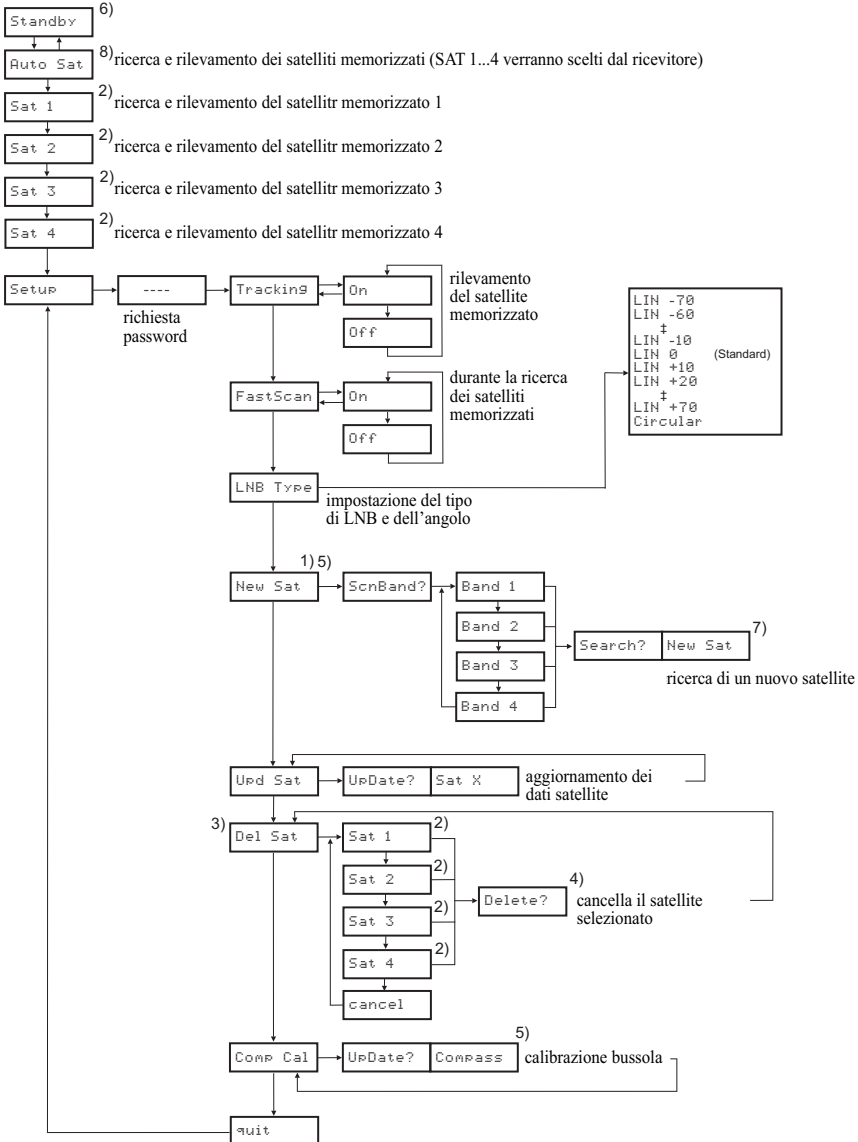 Standby
6)
Auto Sat
8)
ricerca e rilevamento dei satelliti memorizzati (SAT 1...4 verranno scelti dal ricevitore)
Sat 1
2)
ricerca e rilevamento del satellitr memorizzato 1
Sat 2
2)
ricerca e rilevamento del satellitr memorizzato 2
Sat 3
2)
ricerca e rilevamento del satellitr memorizzato 3
Sat 4
2)
ricerca e rilevamento del satellitr memorizzato 4
Setup
----
richiesta
password
Tracking
On
Off
rilevamento
del satellite
memorizzato
FastScan
On
Off
durante la ricerca
dei satelliti
memorizzati
LIN -70
LIN -60
‡
LIN -10
LIN 0 (Standard)
LIN +10
LIN +20
‡
LIN +70
Circular
LNB Type
impostazione del tipo
di LNB e dell'angolo
1) 5)
New Sat
ScnBand?
Band 1
Band 2
Band 3
Band 4
Search? New Sat
7)
ricerca di un nuovo satellite
Upd Sat
UpDate? Sat X
aggiornamento dei
dati satellite
3)
Del Sat
Sat 1
2)
Sat 2
2)
Sat 3
2)
Sat 4
2)
cancel
Delete?
4)
cancella il satellite
selezionato
Comp Cal
UpDate? Compass
5)
calibrazione bussola
quit